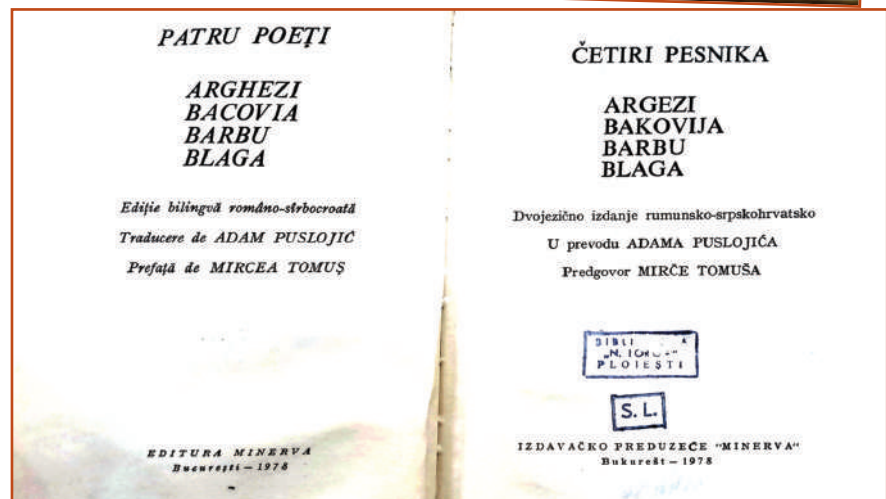 PATRU POEȚI
ARGHEZI
BACOVIA
BARBU
BLAGA
Ediție bilingvă româno-sîrbocroată
Traducere de ADAM PUSLOJIĆ
Prefață de MIRCEA TOMUȘ
EDITURA MINERVA
București — 1978
ČETIRI PESNIKA
ARGEZI
BAKOVIJA
BARBU
BLAGA
Dvojezično izdanje rumunsko-srpskohrvatsko
U prevodu ADAMA PUSLOJIĆA
Predgovor MIRČE TOMUŠA
PLOIEȘTI
S. L.
IZDAVAČKO PREDUZEĆE "MINERVA"
Bukurešt — 1978